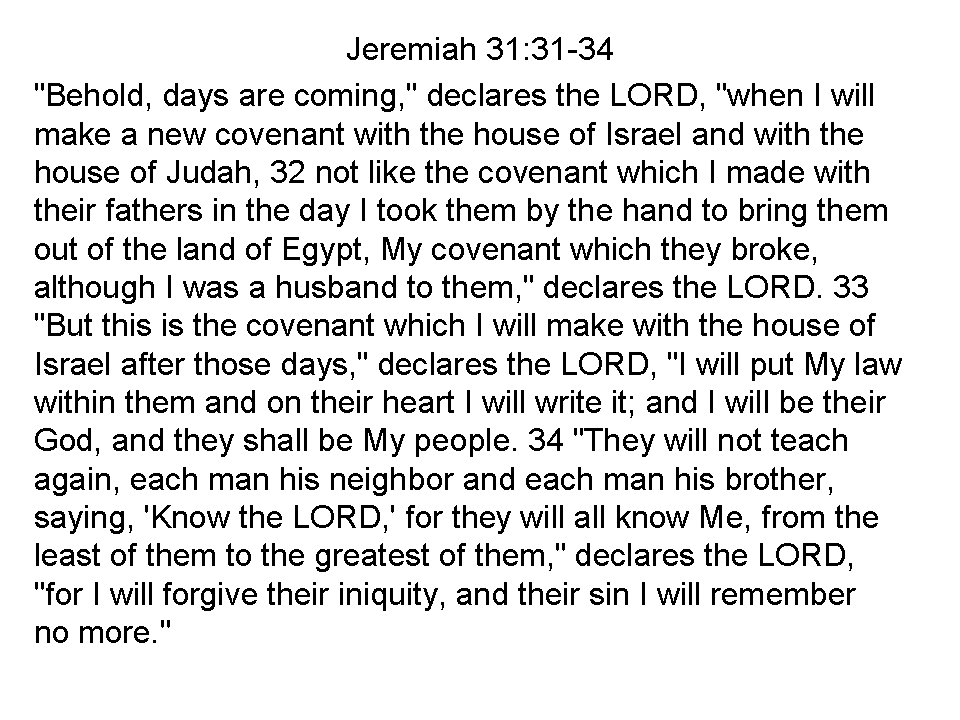 Jeremiah 31:31-34
"Behold, days are coming," declares the LORD, "when I will
make a new covenant with the house of Israel and with the
house of Judah, 32 not like the covenant which I made with
their fathers in the day I took them by the hand to bring them
out of the land of Egypt, My covenant which they broke,
although I was a husband to them," declares the LORD. 33
"But this is the covenant which I will make with the house of
Israel after those days," declares the LORD, "I will put My law
within them and on their heart I will write it; and I will be their
God, and they shall be My people. 34 "They will not teach
again, each man his neighbor and each man his brother,
saying, 'Know the LORD,' for they will all know Me, from the
least of them to the greatest of them," declares the LORD,
"for I will forgive their iniquity, and their sin I will remember
no more."